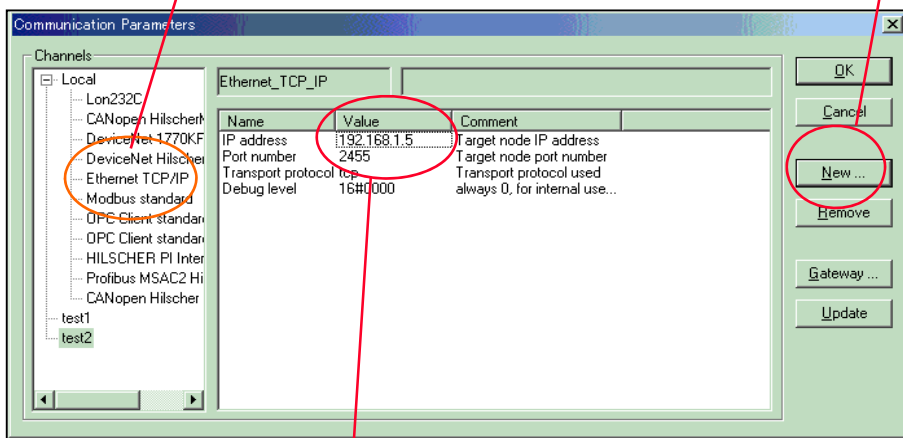 Communication Parameters
Channels
Local
Lon232C
CANopen Hilscher
DeviceNet 1770KF
DeviceNet Hilscher
Ethernet TCP/IP
Modbus standard
OPC Client standar
OPC Client standar
HILSCHER PI Inter
Profibus MSAC2 Hi
CANopen Hilscher
test1
test2
Ethernet_TCP_IP
Name Value Comment
IP address 192.168.1.5 Target node IP address
Port number 2455 Target node port number
Transport protocol tcp Transport protocol used
Debug level 16#0000 always 0, for internal use...
OK
Cancel
New ...
Remove
Gateway ...
Update